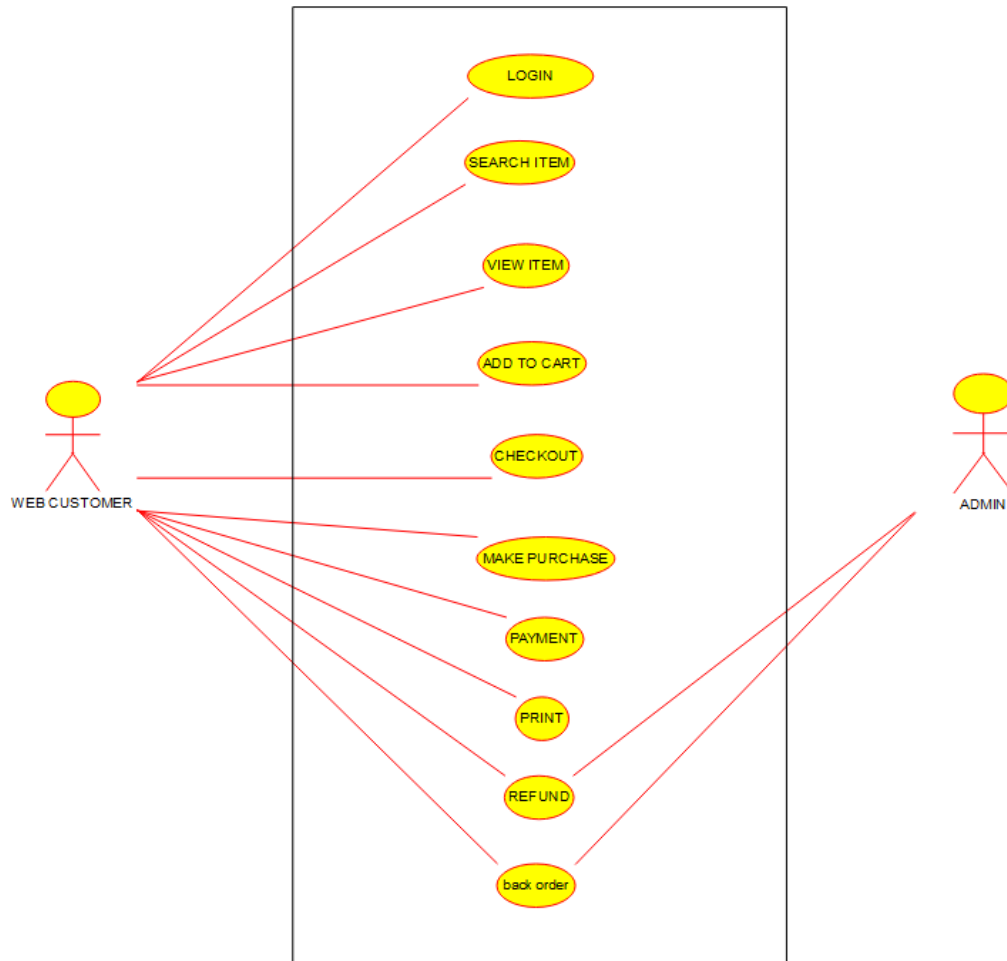 LOGIN
SEARCH ITEM
VIEW ITEM
ADD TO CART
CHECKOUT
WEB CUSTOMER
ADMIN
MAKE PURCHASE
PAYMENT
PRINT
REFUND
back order